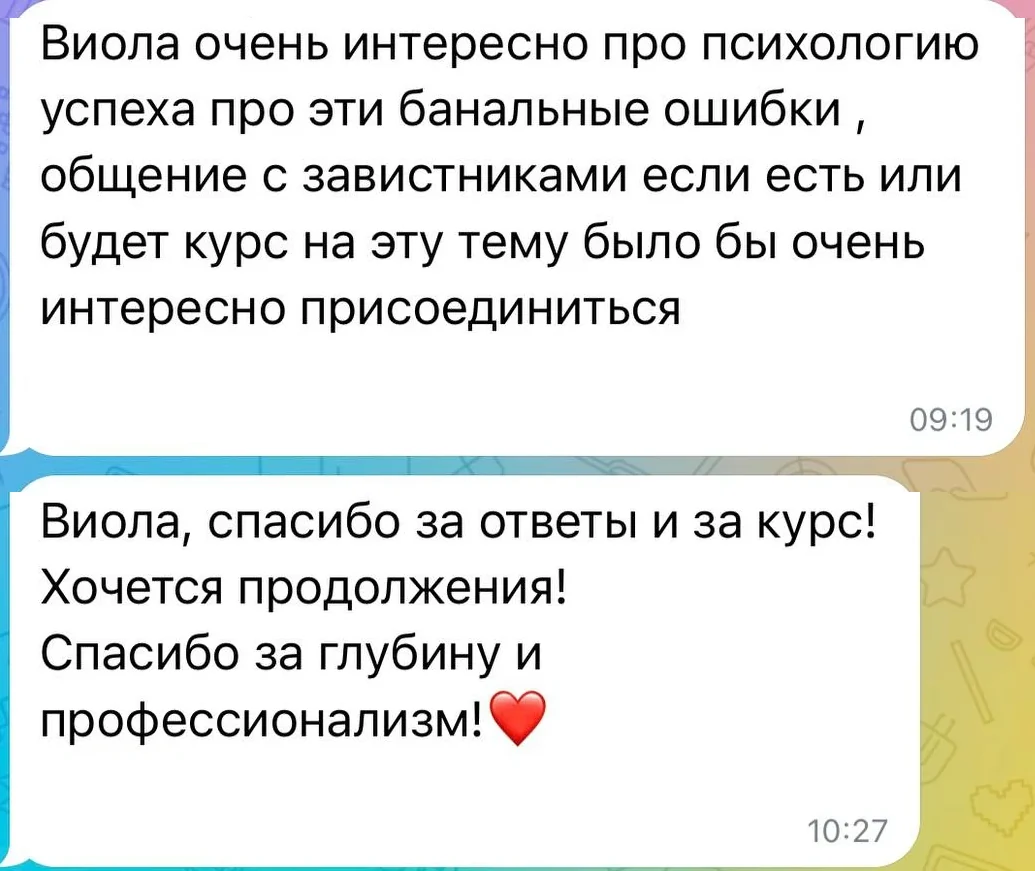 Виола очень интересно про психологию
успеха про эти банальные ошибки ,
общение с завистниками если есть или
будет курс на эту тему было бы очень
интересно присоединиться
09:19
Виола, спасибо за ответы и за курс!
Хочется продолжения!
Спасибо за глубину и
профессионализм!❤️
10:27